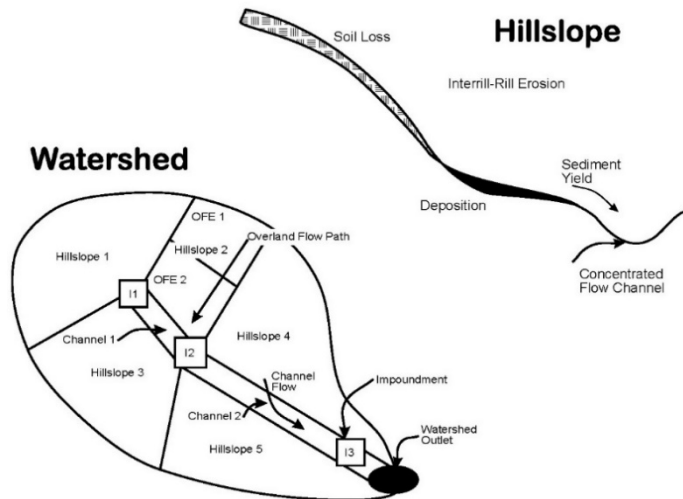 Hillslope
Soil Loss
Interrill-Rill Erosion
Sediment
Yield
Deposition
Concentrated
Flow Channel
Watershed
OFE 1
Hillslope 1
Hillslope 2
Overland Flow Path
OFE 2
I1
Channel 1
I2
Hillslope 4
Hillslope 3
Channel
Flow
Impoundment
Channel 2
Watershed
Outlet
Hillslope 5
I3